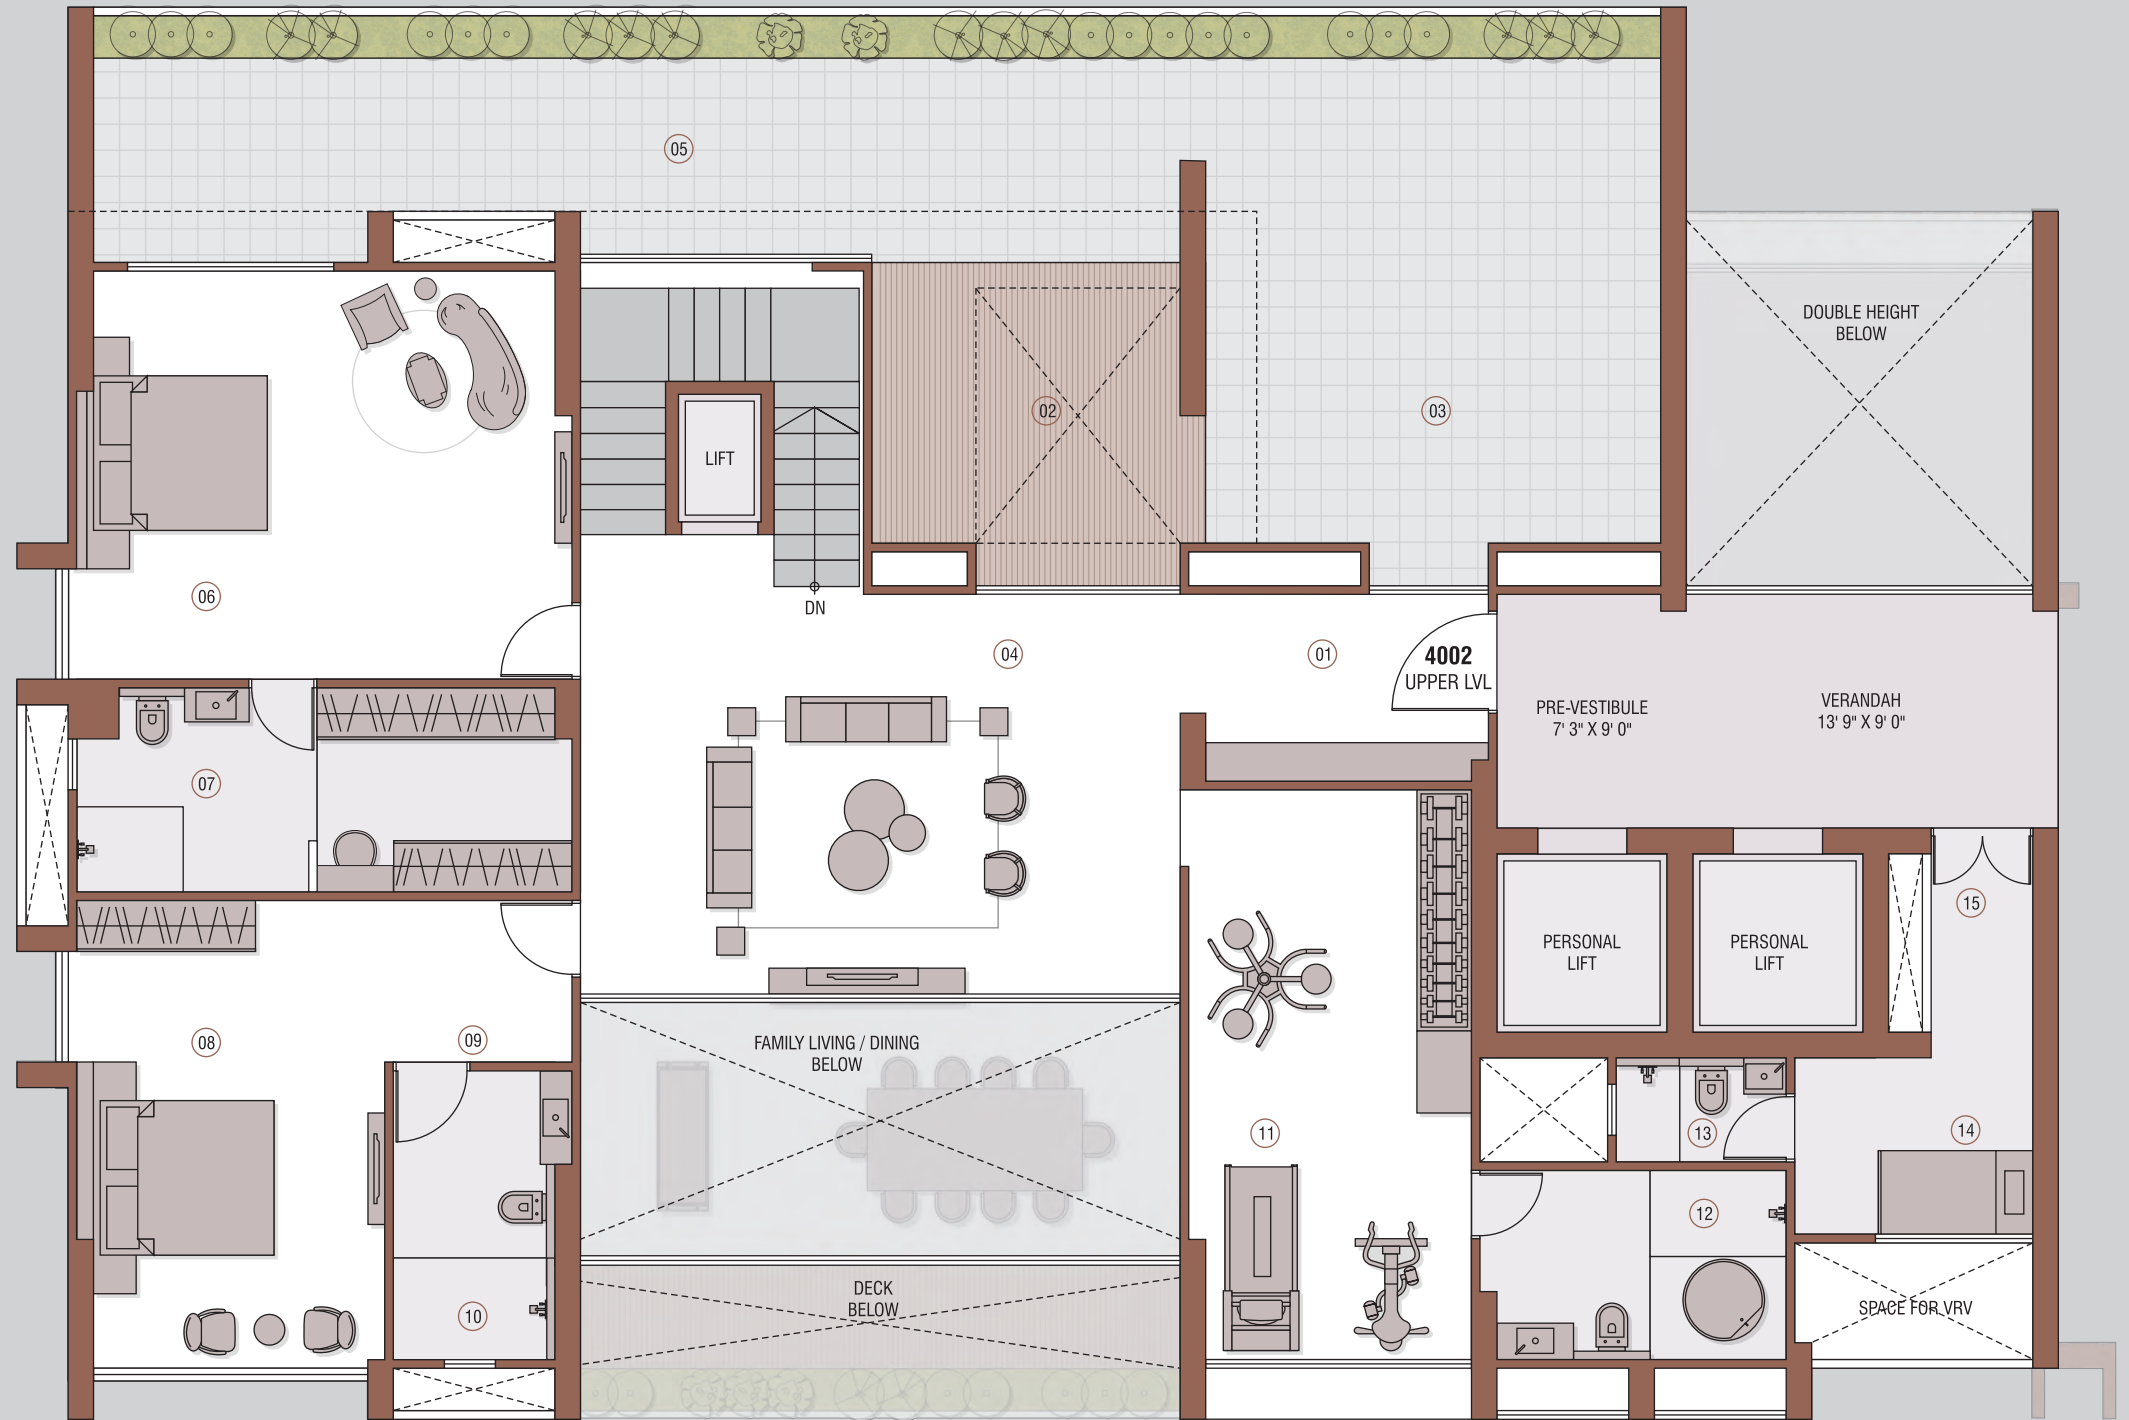 05
DOUBLE HEIGHT
BELOW
02
03
LIFT
06
DN
04
01
4002
UPPER LVL
PRE-VESTIBULE
7' 3" X 9' 0"
VERANDAH
13' 9" X 9' 0"
07
15
PERSONAL
LIFT
PERSONAL
LIFT
08
09
FAMILY LIVING / DINING
BELOW
11
13
14
12
DECK
BELOW
10
SPACE FOR VRV